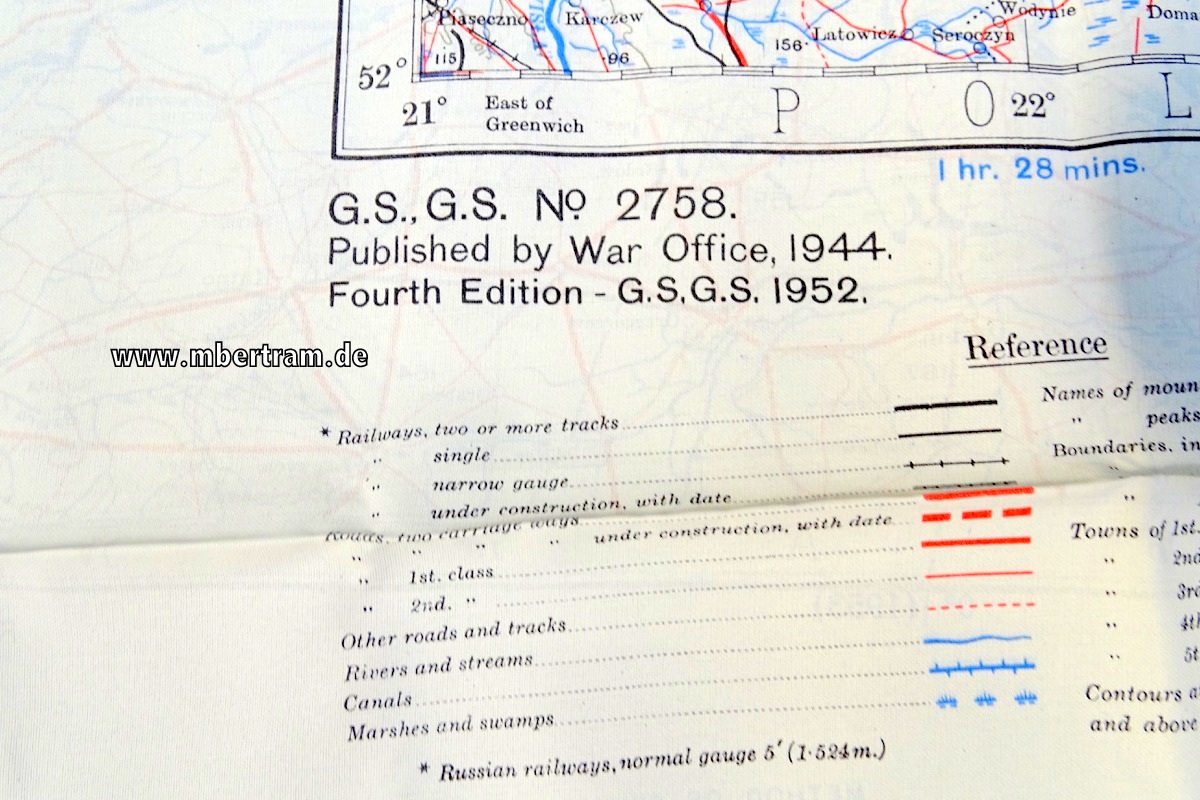 Piaseczno
Karczew
Wodynie
Doma
Latowicz
Seroczyn
115
96
156
52°
21°
East of
Greenwich
P O 22° L
1 hr. 28 mins.
G.S., G.S. Nº 2758.
Published by War Office, 1944.
Fourth Edition - G.S.G.S. 1952.
www.mbertram.de
Reference
* Railways, two or more tracks
" single
" narrow gauge
" under construction, with date
Roads, two carriage ways
" " " under construction, with date
" 1st. class
" 2nd. "
Other roads and tracks
Rivers and streams
Canals
Marshes and swamps
* Russian railways, normal gauge 5′ (1·524m.)
Names of moun
" peaks
Boundaries, in
"
"
Towns of 1st.
" 2nd
" 3rd
" 4th
" 5t
Contours a
and above